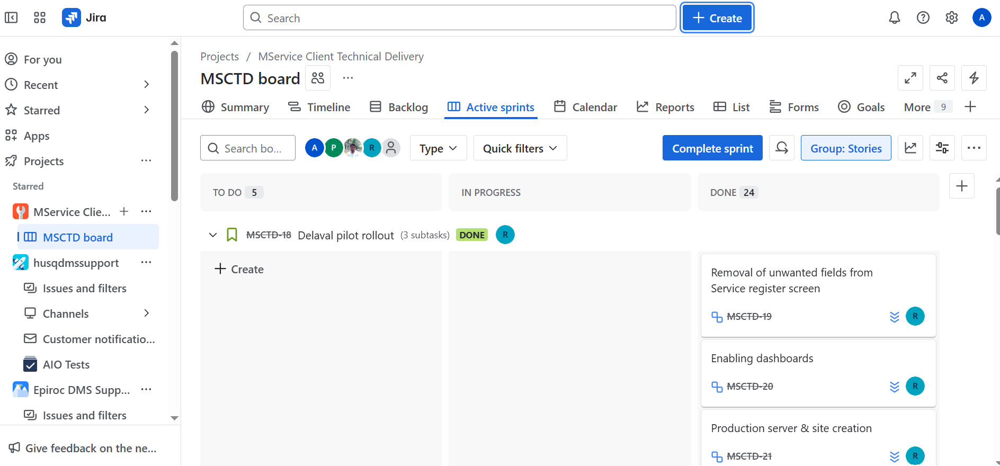 Jira
Search
Create
A
For you
Recent
Starred
Apps
Projects
Starred
MService Clie...
MSCTD board
husqdmssupport
Issues and filters
Channels
Customer notificatio...
AIO Tests
Epiroc DMS Supp...
Issues and filters
Give feedback on the ne...
Projects / MService Client Technical Delivery
MSCTD board
Summary Timeline Backlog Active sprints Calendar Reports List Forms Goals More 9
Search bo... A P R Type Quick filters Complete sprint Group: Stories
TO DO 5 IN PROGRESS DONE 24
MSCTD-18 Delaval pilot rollout (3 subtasks) DONE R
Create
Removal of unwanted fields from
Service register screen
MSCTD-19 R
Enabling dashboards
MSCTD-20 R
Production server & site creation
MSCTD-21 R